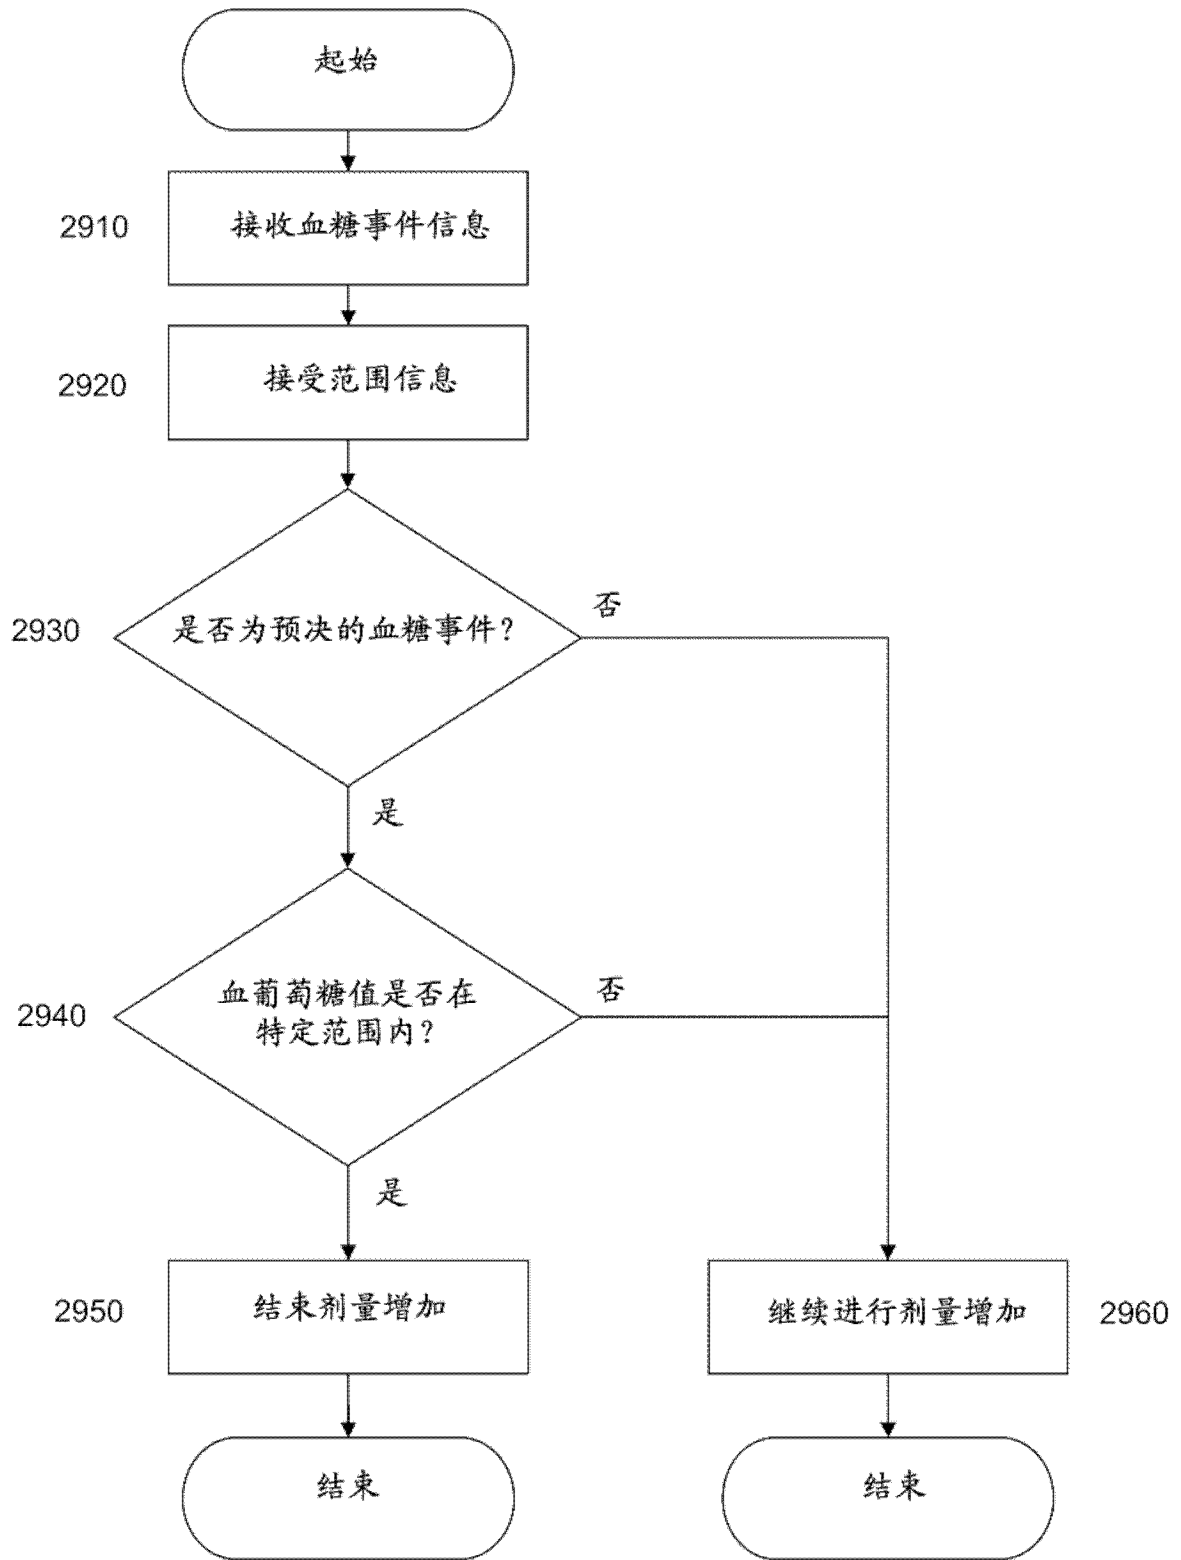 起始
2910
接收血糖事件信息
2920
接受范围信息
2930
是否为预决的血糖事件？
否
是
2940
血葡萄糖值是否在
特定范围内？
否
是
2950
结束剂量增加
继续进行剂量增加
2960
结束
结束